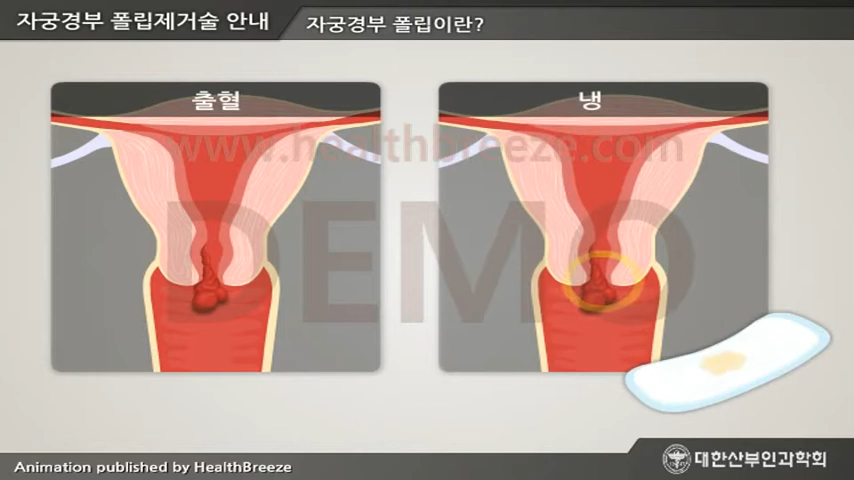 자궁경부 폴립제거술 안내
자궁경부 폴립이란?
출혈
냉
www.healthbreeze.com
DEMO
Animation published by HealthBreeze
대한산부인과학회